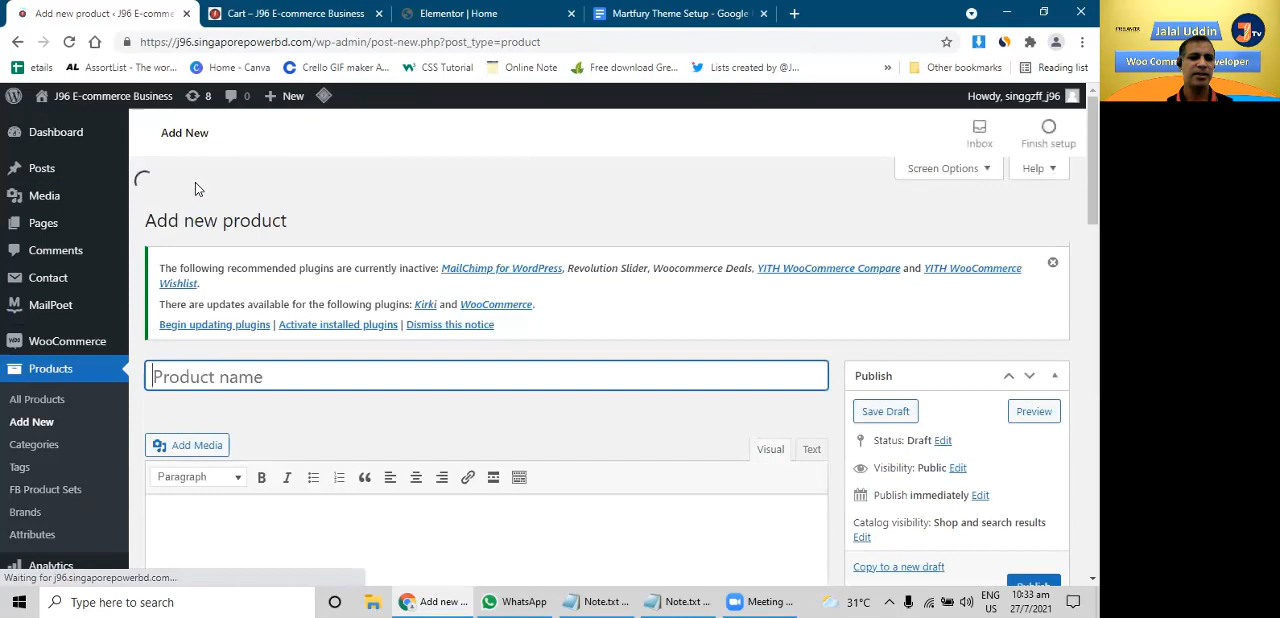 Add new product ‹ J96 E-comm
Cart – J96 E-commerce Business
Elementor | Home
Martfury Theme Setup - Google
https://j96.singaporepowerbd.com/wp-admin/post-new.php?post_type=product
etails
AL AssortList - The wor...
Home - Canva
Crello GIF maker A...
CSS Tutorial
Online Note
Free download Gre...
Lists created by @J...
»
Other bookmarks
Reading list
J96 E-commerce Business
8
0
New
Howdy, singgzff_j96
Dashboard
Posts
Media
Pages
Comments
Contact
MailPoet
WooCommerce
Products
All Products
Add New
Categories
Tags
FB Product Sets
Brands
Attributes
Analytics
Add New
Inbox
Finish setup
Screen Options
Help
Add new product
The following recommended plugins are currently inactive: MailChimp for WordPress, Revolution Slider, Woocommerce Deals, YITH WooCommerce Compare and YITH WooCommerce
Wishlist.
There are updates available for the following plugins: Kirki and WooCommerce.
Begin updating plugins | Activate installed plugins | Dismiss this notice
Product name
Add Media
Visual
Text
Paragraph
B I
Publish
Save Draft
Preview
Status: Draft Edit
Visibility: Public Edit
Publish immediately Edit
Catalog visibility: Shop and search results
Edit
Copy to a new draft
Publish
Waiting for j96.singaporepowerbd.com...
FREELANCER
Jalal Uddin
TV
Woo Comm
Developer
Type here to search
Add new ...
WhatsApp
Note.txt ...
Note.txt ...
Meeting ...
31°C
ENG
US
10:33 am
27/7/2021